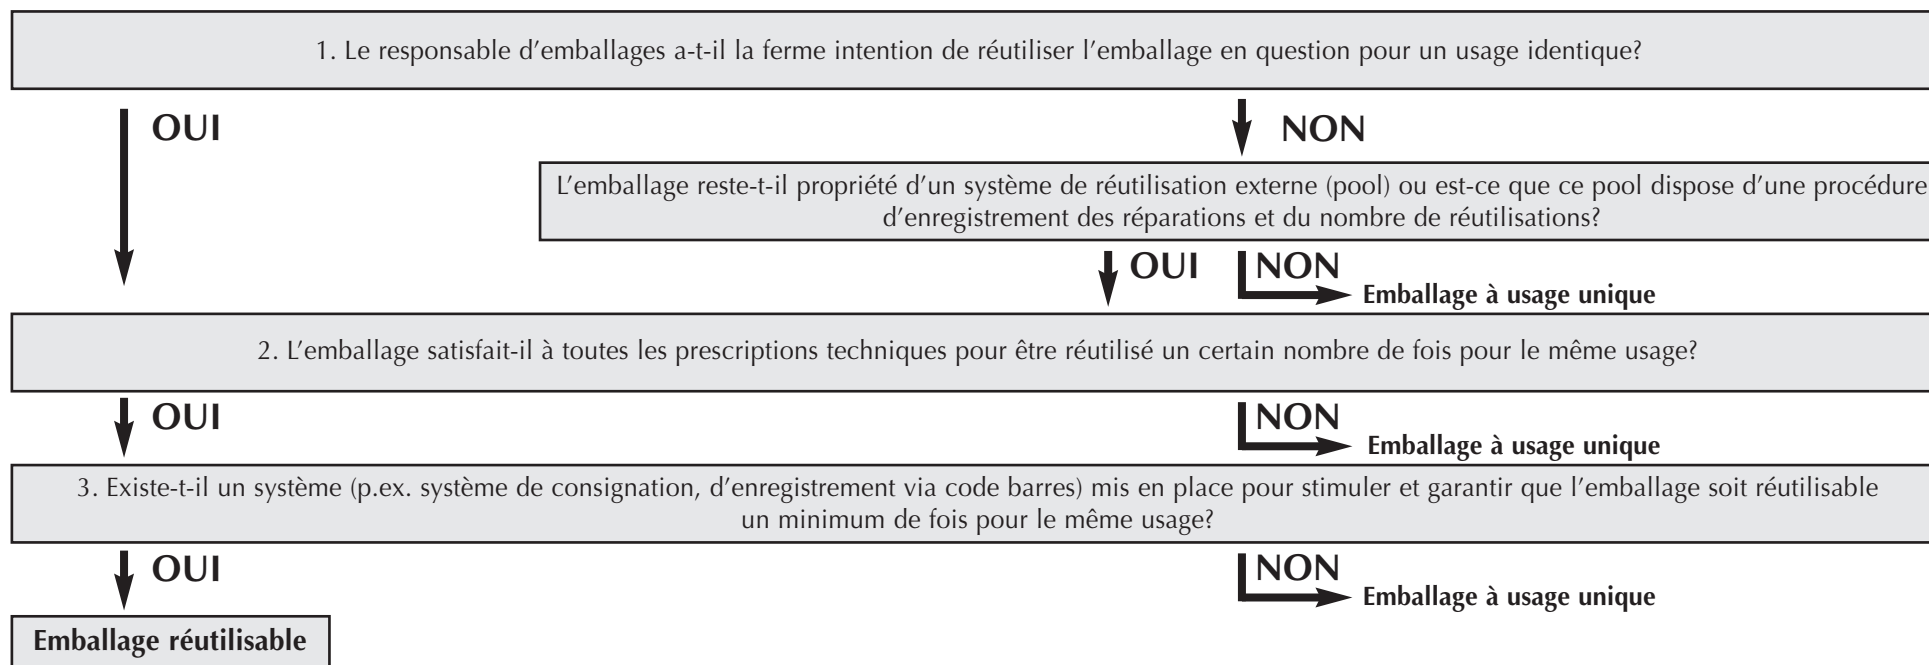 1. Le responsable d’emballages a-t-il la ferme intention de réutiliser l’emballage en question pour un usage identique?
OUI
NON
L’emballage reste-t-il propriété d’un système de réutilisation externe (pool) ou est-ce que ce pool dispose d’une procédure
d’enregistrement des réparations et du nombre de réutilisations?
OUI
NON
Emballage à usage unique
2. L’emballage satisfait-il à toutes les prescriptions techniques pour être réutilisé un certain nombre de fois pour le même usage?
OUI
NON
Emballage à usage unique
3. Existe-t-il un système (p.ex. système de consignation, d’enregistrement via code barres) mis en place pour stimuler et garantir que l’emballage soit réutilisable
un minimum de fois pour le même usage?
OUI
NON
Emballage à usage unique
Emballage réutilisable